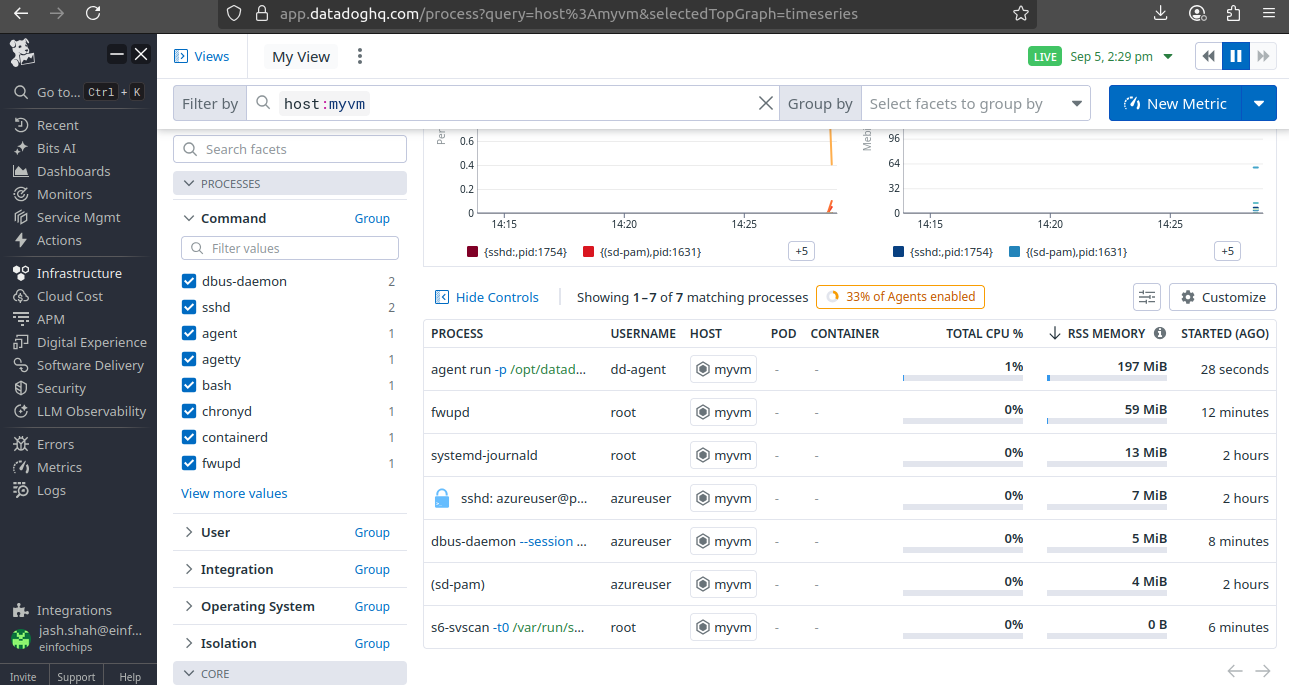 app.datadoghq.com/process?query=host%3Amyvm&selectedTopGraph=timeseries
Go to... Ctrl + K
Recent
Bits AI
Dashboards
Monitors
Service Mgmt
Actions
Infrastructure
Cloud Cost
APM
Digital Experience
Software Delivery
Security
LLM Observability
Errors
Metrics
Logs
Integrations
jash.shah@einf...
einfochips
Invite Support Help
Views My View LIVE Sep 5, 2:29 pm
Filter by host:myvm Group by Select facets to group by New Metric
Search facets
PROCESSES
Command Group
Filter values
dbus-daemon 2
sshd 2
agent 1
agetty 1
bash 1
chronyd 1
containerd 1
fwupd 1
View more values
User Group
Integration Group
Operating System Group
Isolation Group
CORE
Per
0.6
0.4
0.2
0
14:15 14:20 14:25
{sshd:,pid:1754} {(sd-pam),pid:1631} +5
Mebi
96
64
32
0
14:15 14:20 14:25
{sshd:,pid:1754} {(sd-pam),pid:1631} +5
Hide Controls Showing 1–7 of 7 matching processes 33% of Agents enabled Customize
PROCESS USERNAME HOST POD CONTAINER TOTAL CPU % RSS MEMORY STARTED (AGO)
agent run -p /opt/datad... dd-agent myvm - - 1% 197 MiB 28 seconds
fwupd root myvm - - 0% 59 MiB 12 minutes
systemd-journald root myvm - - 0% 13 MiB 2 hours
sshd: azureuser@p... azureuser myvm - - 0% 7 MiB 2 hours
dbus-daemon --session ... azureuser myvm - - 0% 5 MiB 8 minutes
(sd-pam) azureuser myvm - - 0% 4 MiB 2 hours
s6-svscan -t0 /var/run/s... root myvm - - 0% 0 B 6 minutes